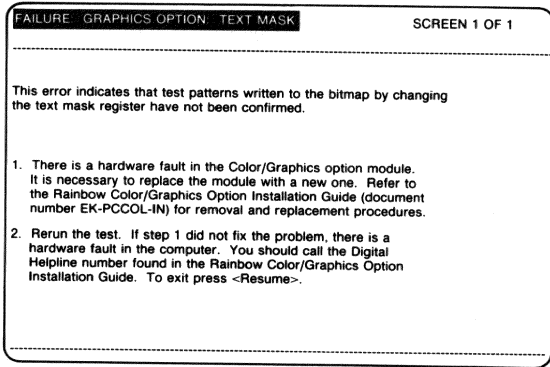 FAILURE: GRAPHICS OPTION: TEXT MASK
SCREEN 1 OF 1
This error indicates that test patterns written to the bitmap by changing
the text mask register have not been confirmed.
1. There is a hardware fault in the Color/Graphics option module.
It is necessary to replace the module with a new one. Refer to
the Rainbow Color/Graphics Option Installation Guide (document
number EK-PCCOL-IN) for removal and replacement procedures.
2. Rerun the test. If step 1 did not fix the problem, there is a
hardware fault in the computer. You should call the Digital
Helpline number found in the Rainbow Color/Graphics Option
Installation Guide. To exit press <Resume>.